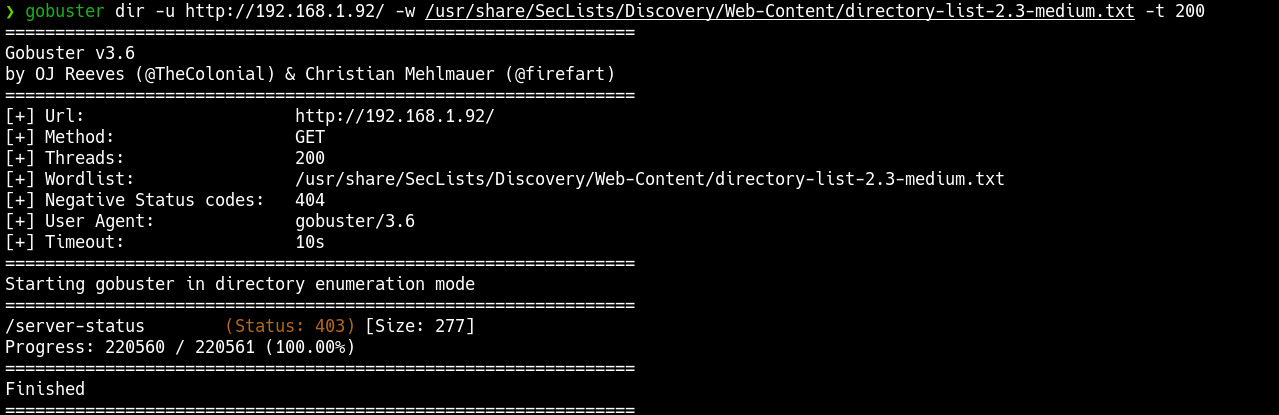 ❯ gobuster dir -u http://192.168.1.92/ -w /usr/share/SecLists/Discovery/Web-Content/directory-list-2.3-medium.txt -t 200
===============================================================
Gobuster v3.6
by OJ Reeves (@TheColonial) & Christian Mehlmauer (@firefart)
===============================================================
[+] Url:                     http://192.168.1.92/
[+] Method:                  GET
[+] Threads:                 200
[+] Wordlist:                /usr/share/SecLists/Discovery/Web-Content/directory-list-2.3-medium.txt
[+] Negative Status codes:   404
[+] User Agent:              gobuster/3.6
[+] Timeout:                 10s
===============================================================
Starting gobuster in directory enumeration mode
===============================================================
/server-status        (Status: 403) [Size: 277]
Progress: 220560 / 220561 (100.00%)
===============================================================
Finished
===============================================================